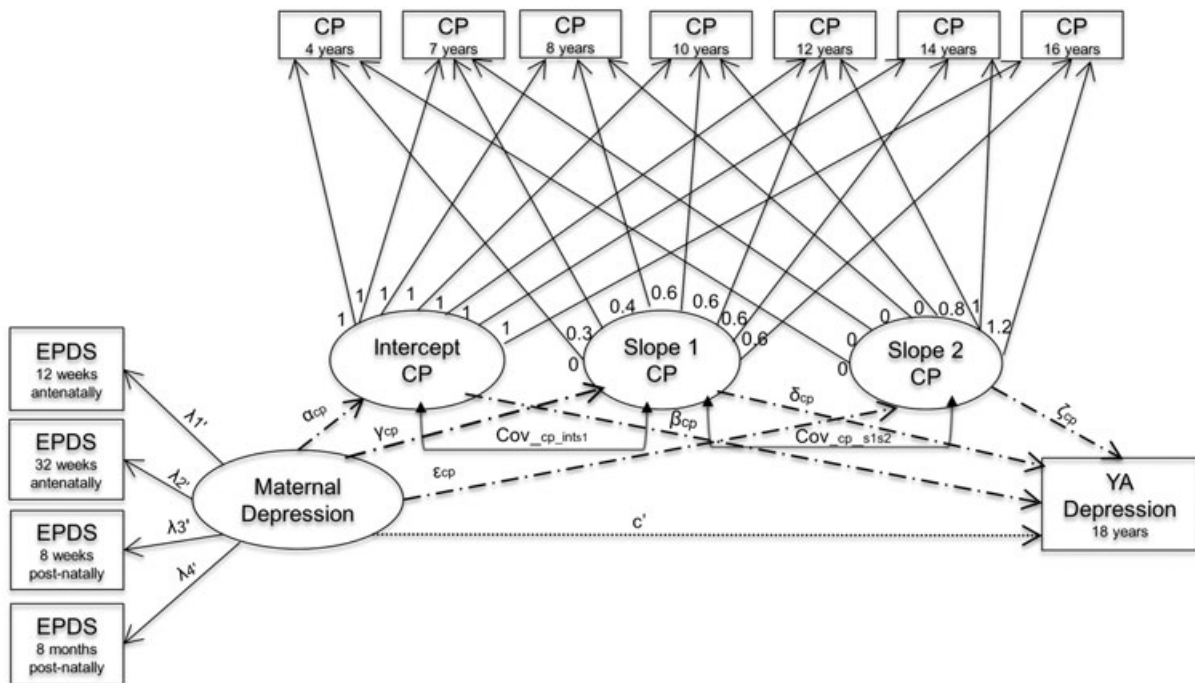 CP
4 years
CP
7 years
CP
8 years
CP
10 years
CP
12 years
CP
14 years
CP
16 years
1
1
1
1
1
1
1
0
0.3
0.4
0.6
0.6
0.6
0.6
0
0
0
0
0.8
1
1.2
Intercept
CP
Slope 1
CP
Slope 2
CP
EPDS
12 weeks
antenatally
EPDS
32 weeks
antenatally
EPDS
8 weeks
post-natally
EPDS
8 months
post-natally
λ1'
λ2'
λ3'
λ4'
Maternal
Depression
αcp
γcp
εcp
Cov_cp_ints1
βcp
δcp
Cov_cp_s1s2
ζcp
c'
YA
Depression
18 years